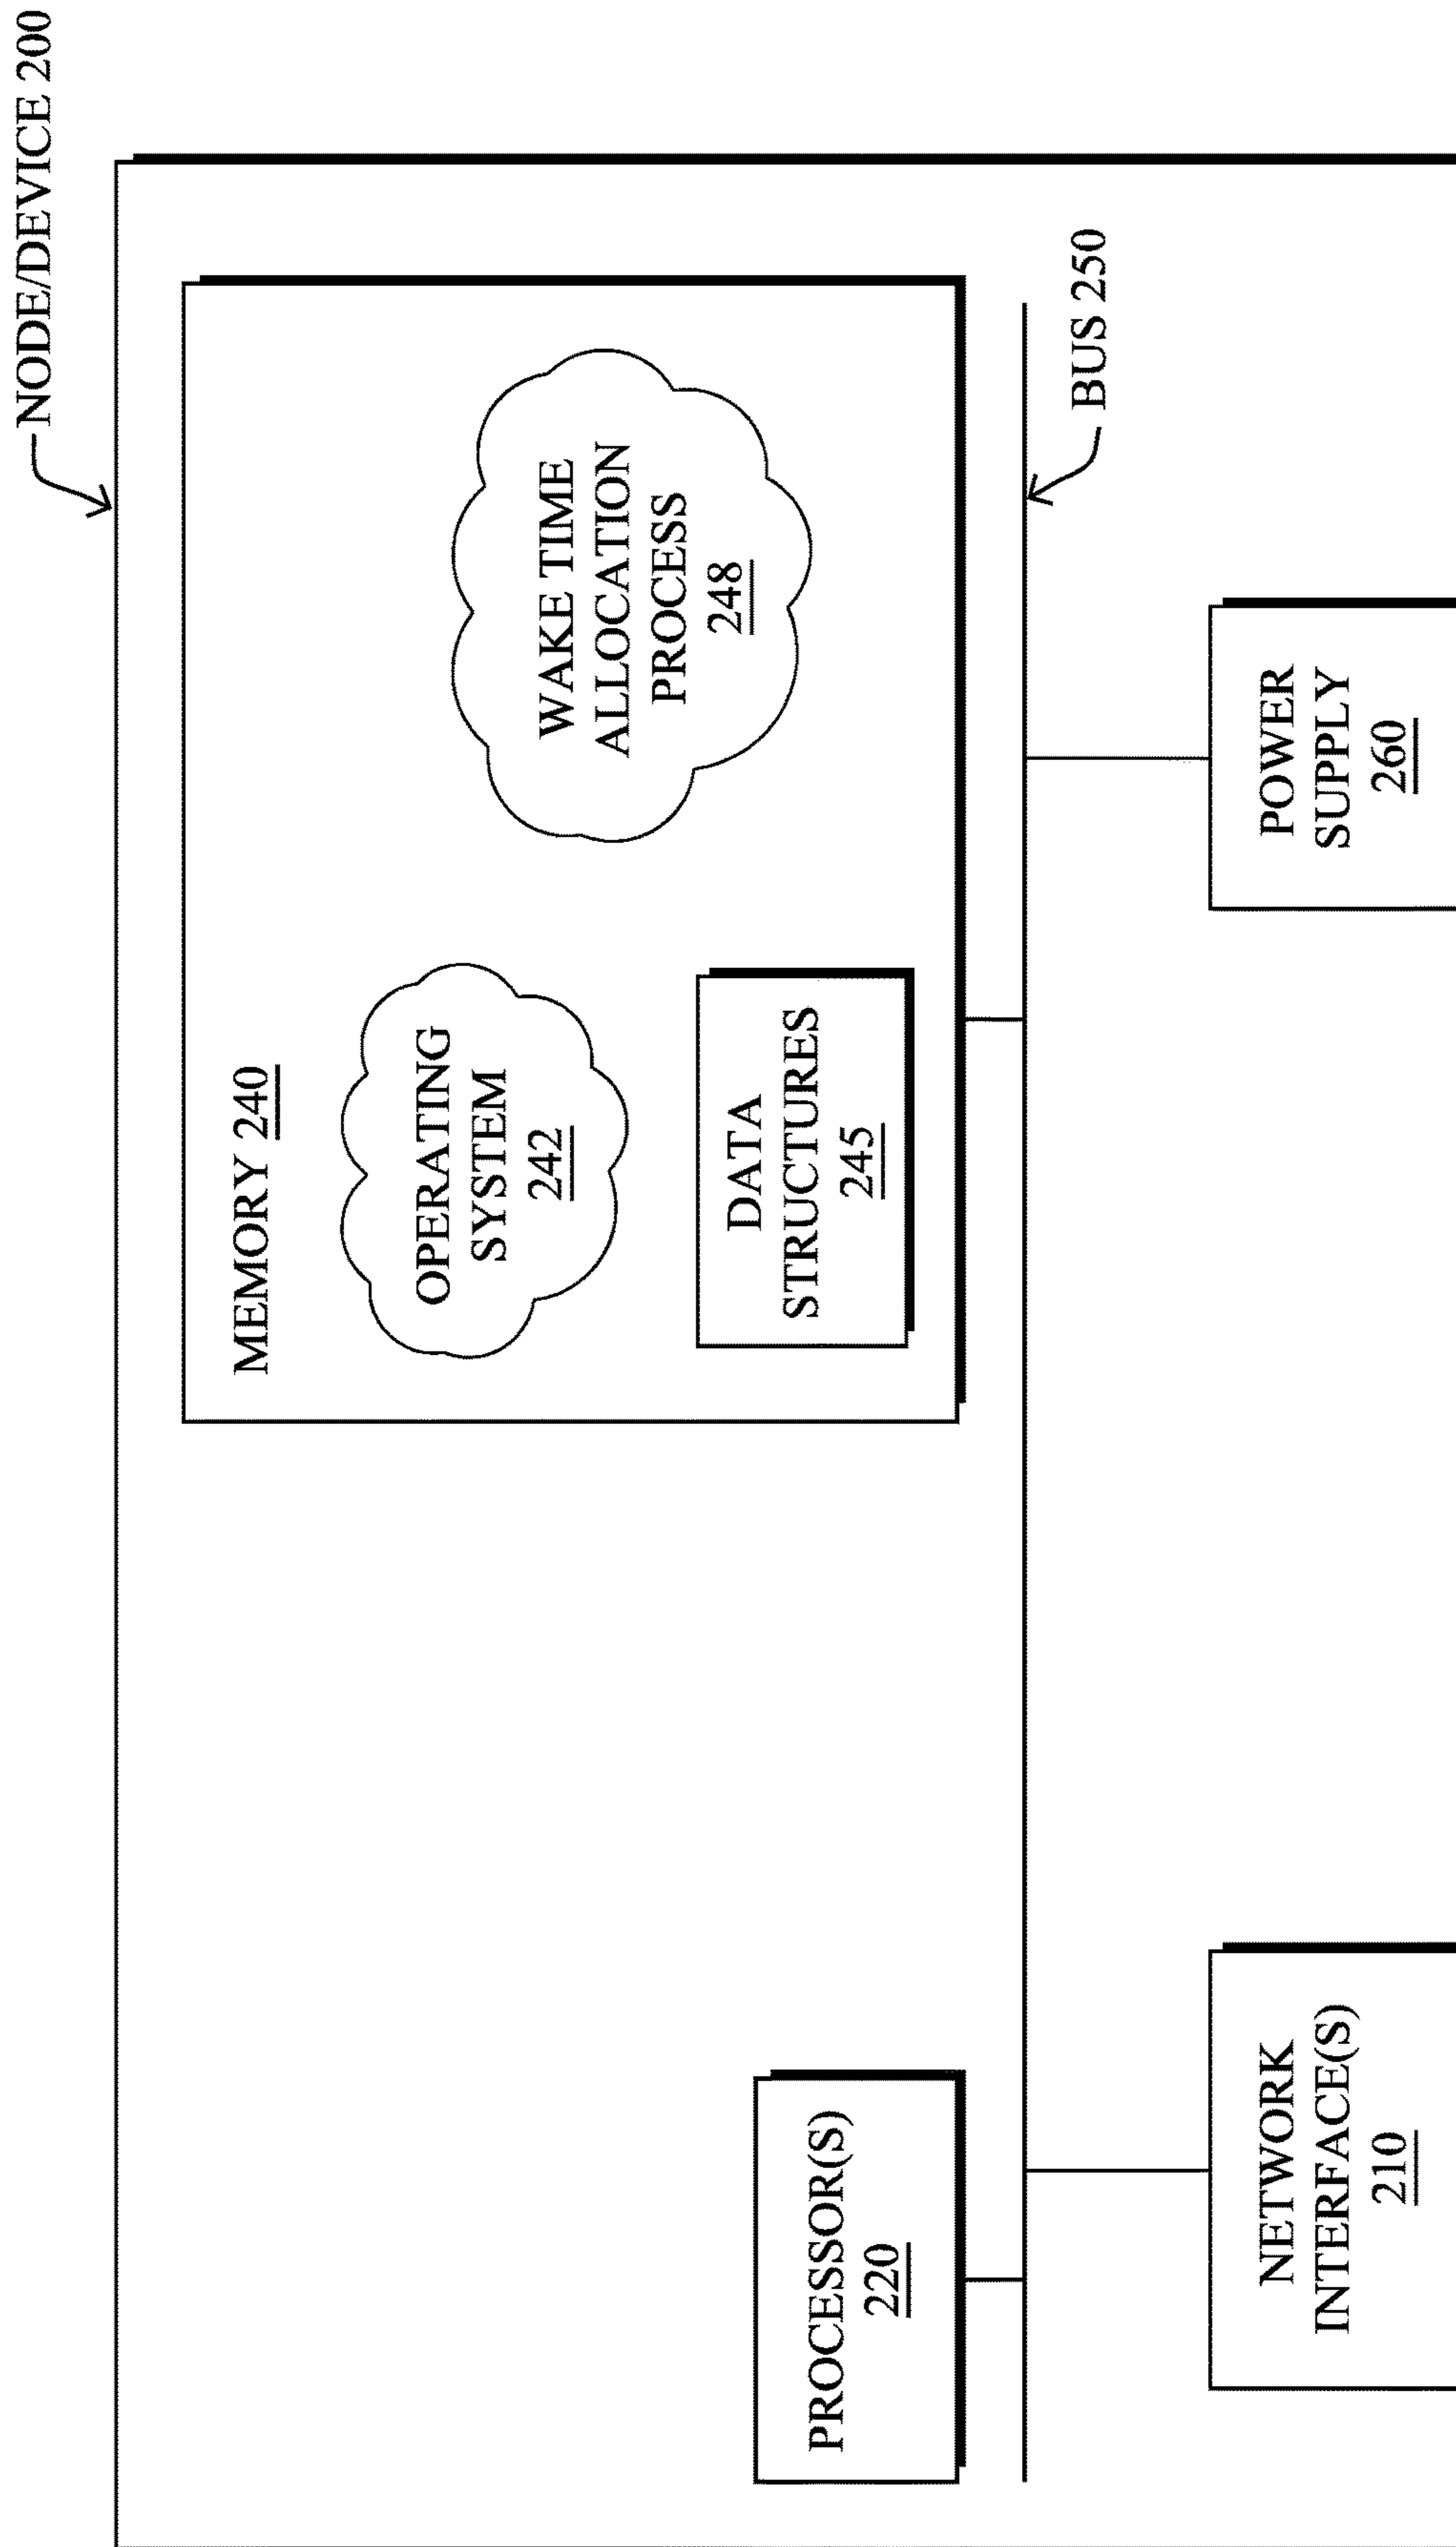 NODE/DEVICE 200
MEMORY 240
OPERATING
SYSTEM
242
DATA
STRUCTURES
245
WAKE TIME
ALLOCATION
PROCESS
248
PROCESSOR(S)
220
BUS 250
NETWORK
INTERFACE(S)
210
POWER
SUPPLY
260